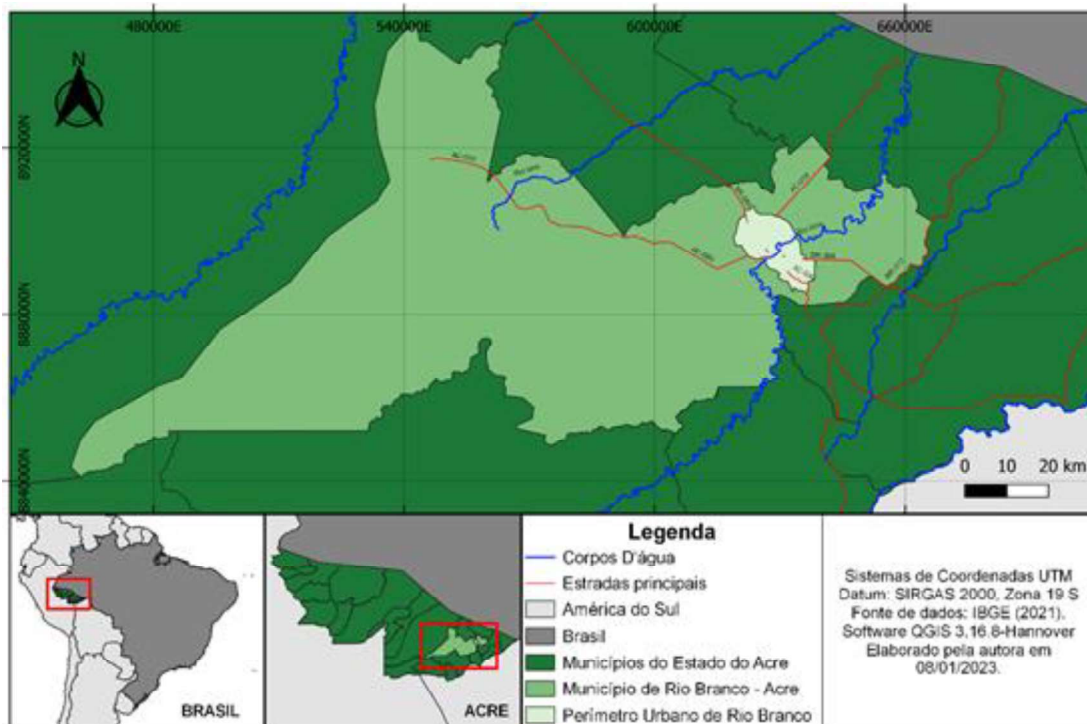 480000E
540000E
600000E
660000E
N
8920000N
8880000N
8840000N
0 10 20 km
BRASIL
ACRE
Legenda
Corpos D'água
Estradas principais
América do Sul
Brasil
Municípios do Estado do Acre
Município de Rio Branco - Acre
Perímetro Urbano de Rio Branco
Sistemas de Coordenadas UTM
Datum: SIRGAS 2000, Zona 19 S
Fonte de dados: IBGE (2021).
Software QGIS 3,16.8-Hannover
Elaborado pela autora em
08/01/2023.